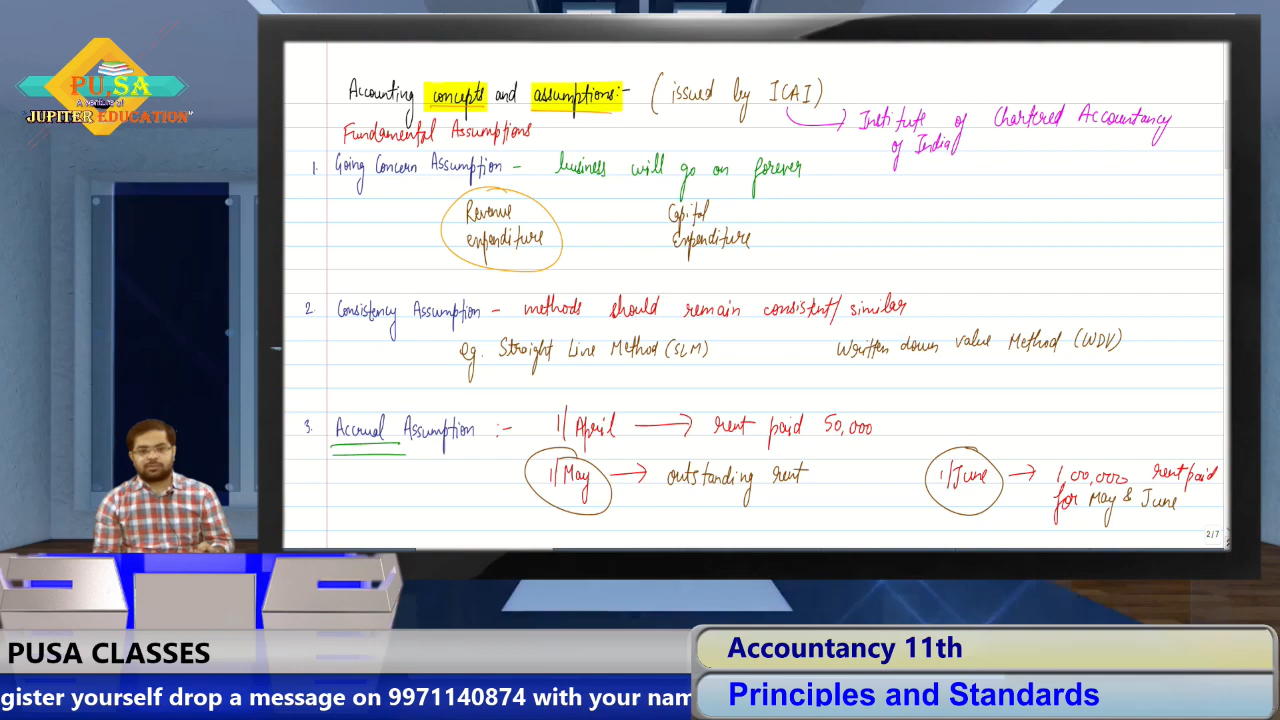 PU,SA
A venture of
JUPITER EDUCATION"
Accounting concepts and assumptions:- (issued by ICAI)
Institute of Chartered Accountancy
of India
Fundamental Assumptions
1. Going Concern Assumption - business will go on forever
Revenue Capital
expenditure Expenditure
2. Consistency Assumption - methods should remain consistent/similar
eg. Straight Line Method (SLM) Written down value Method (WDV)
3. Accrual Assumption :- 1/April → rent paid 50,000
1/May → outstanding rent 1/June → 1,00,000 rent paid
for May & June
2/7
PUSA CLASSES
Accountancy 11th
gister yourself drop a message on 9971140874 with your nam
Principles and Standards